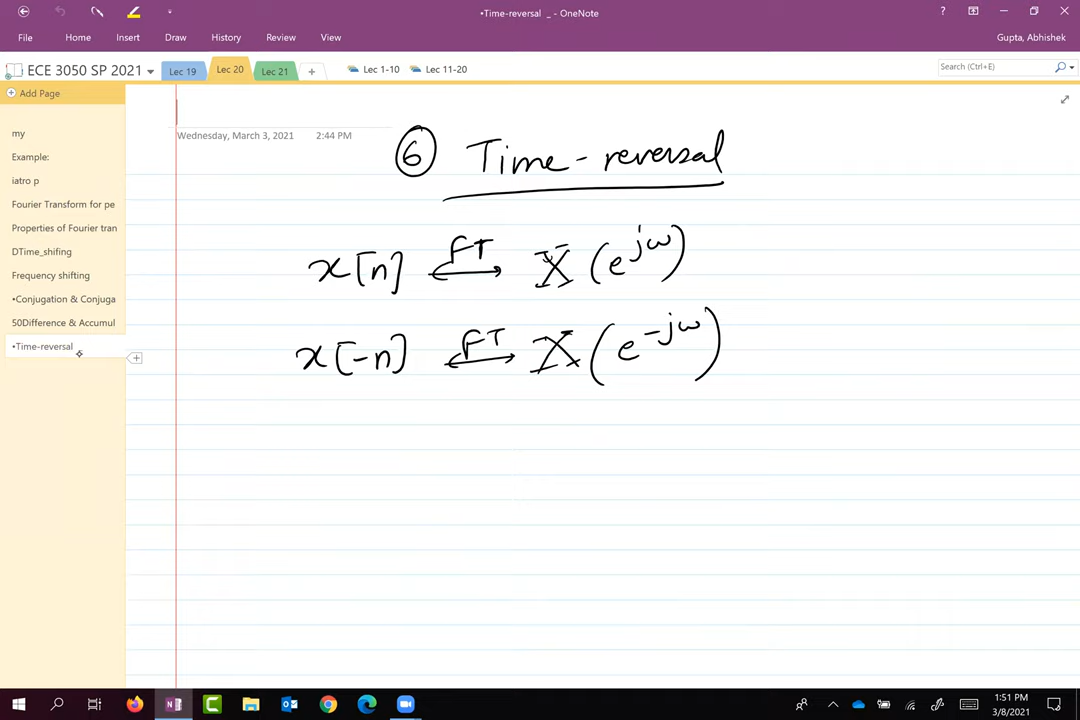 •Time-reversal _ - OneNote
?
File Home Insert Draw History Review View
Gupta, Abhishek
ECE 3050 SP 2021
Lec 19 Lec 20 Lec 21 + Lec 1-10 Lec 11-20
Search (Ctrl+E)
Add Page
my
Example:
iatro p
Fourier Transform for pe
Properties of Fourier tran
DTime_shifing
Frequency shifting
•Conjugation & Conjuga
50Difference & Accumul
•Time-reversal
Wednesday, March 3, 2021 2:44 PM
⑥ Time-reversal
x[n] <-FT-> X(e^{jω})
x[-n] <-FT-> X(e^{-jω})
1:51 PM
3/8/2021